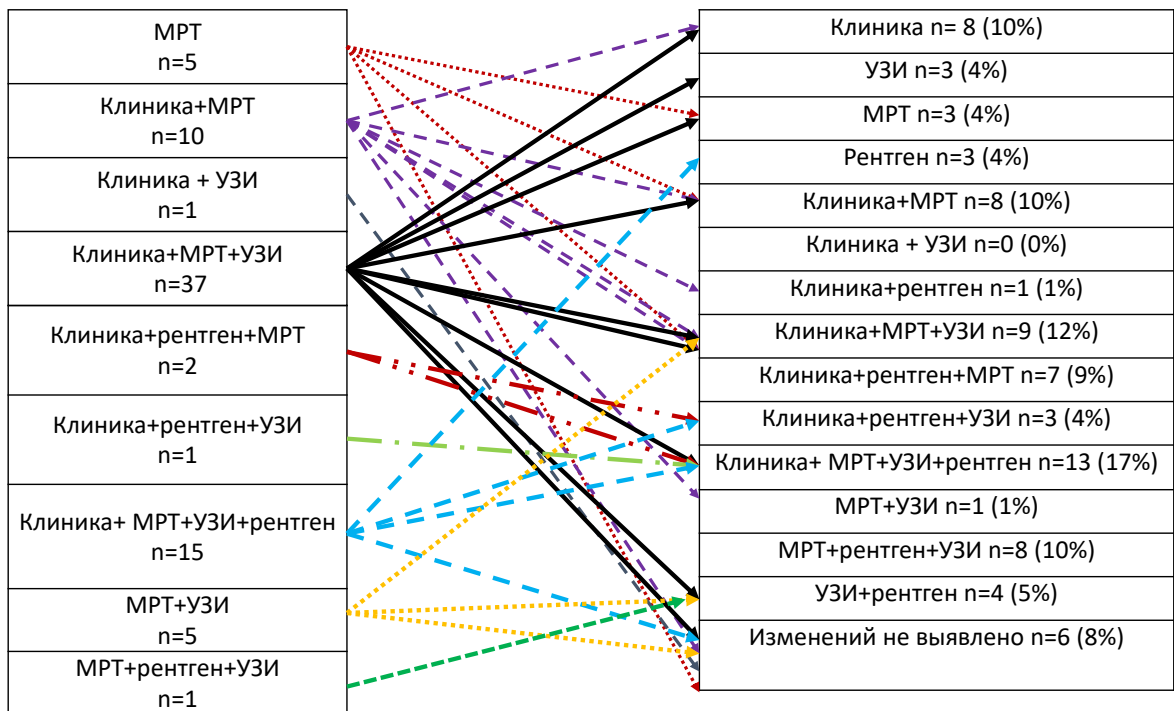 МРТ
n=5
Клиника+МРТ
n=10
Клиника + УЗИ
n=1
Клиника+МРТ+УЗИ
n=37
Клиника+рентген+МРТ
n=2
Клиника+рентген+УЗИ
n=1
Клиника+ МРТ+УЗИ+рентген
n=15
МРТ+УЗИ
n=5
МРТ+рентген+УЗИ
n=1
Клиника n= 8 (10%)
УЗИ n=3 (4%)
МРТ n=3 (4%)
Рентген n=3 (4%)
Клиника+МРТ n=8 (10%)
Клиника + УЗИ n=0 (0%)
Клиника+рентген n=1 (1%)
Клиника+МРТ+УЗИ n=9 (12%)
Клиника+рентген+МРТ n=7 (9%)
Клиника+рентген+УЗИ n=3 (4%)
Клиника+ МРТ+УЗИ+рентген n=13 (17%)
МРТ+УЗИ n=1 (1%)
МРТ+рентген+УЗИ n=8 (10%)
УЗИ+рентген n=4 (5%)
Изменений не выявлено n=6 (8%)